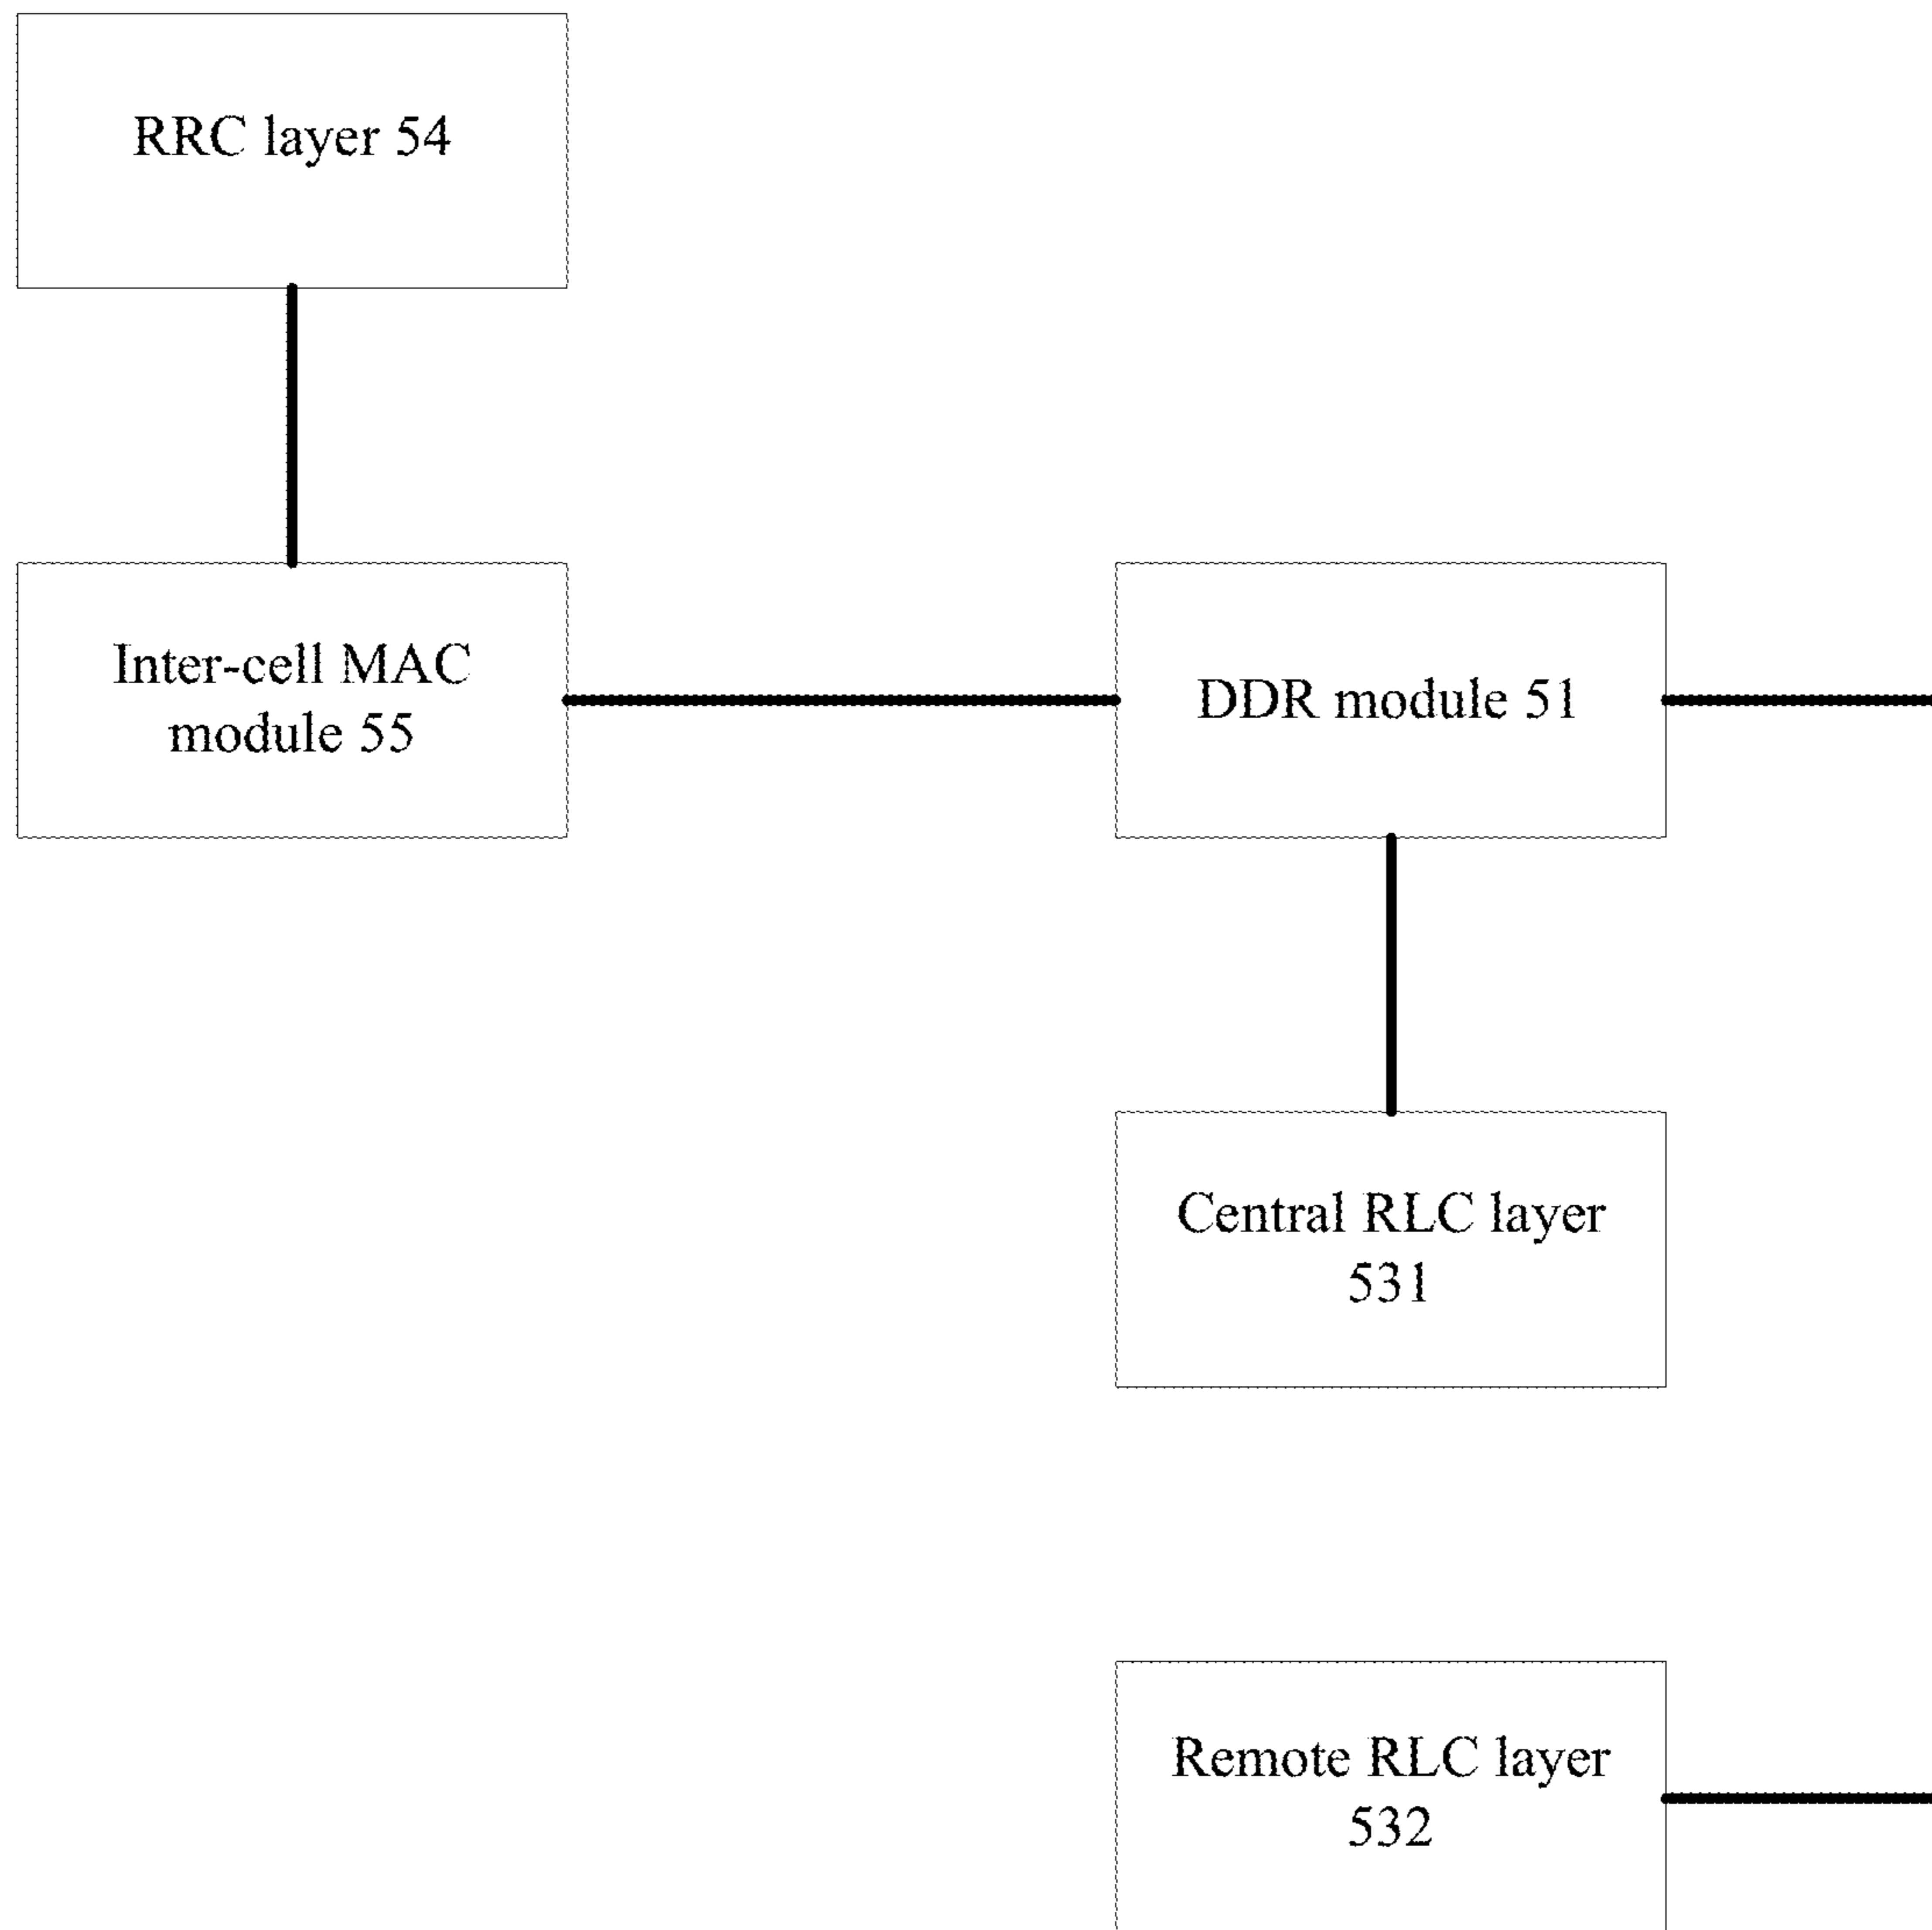 RRC layer 54
Inter-cell MAC
module 55
DDR module 51
Central RLC layer
531
Remote RLC layer
532